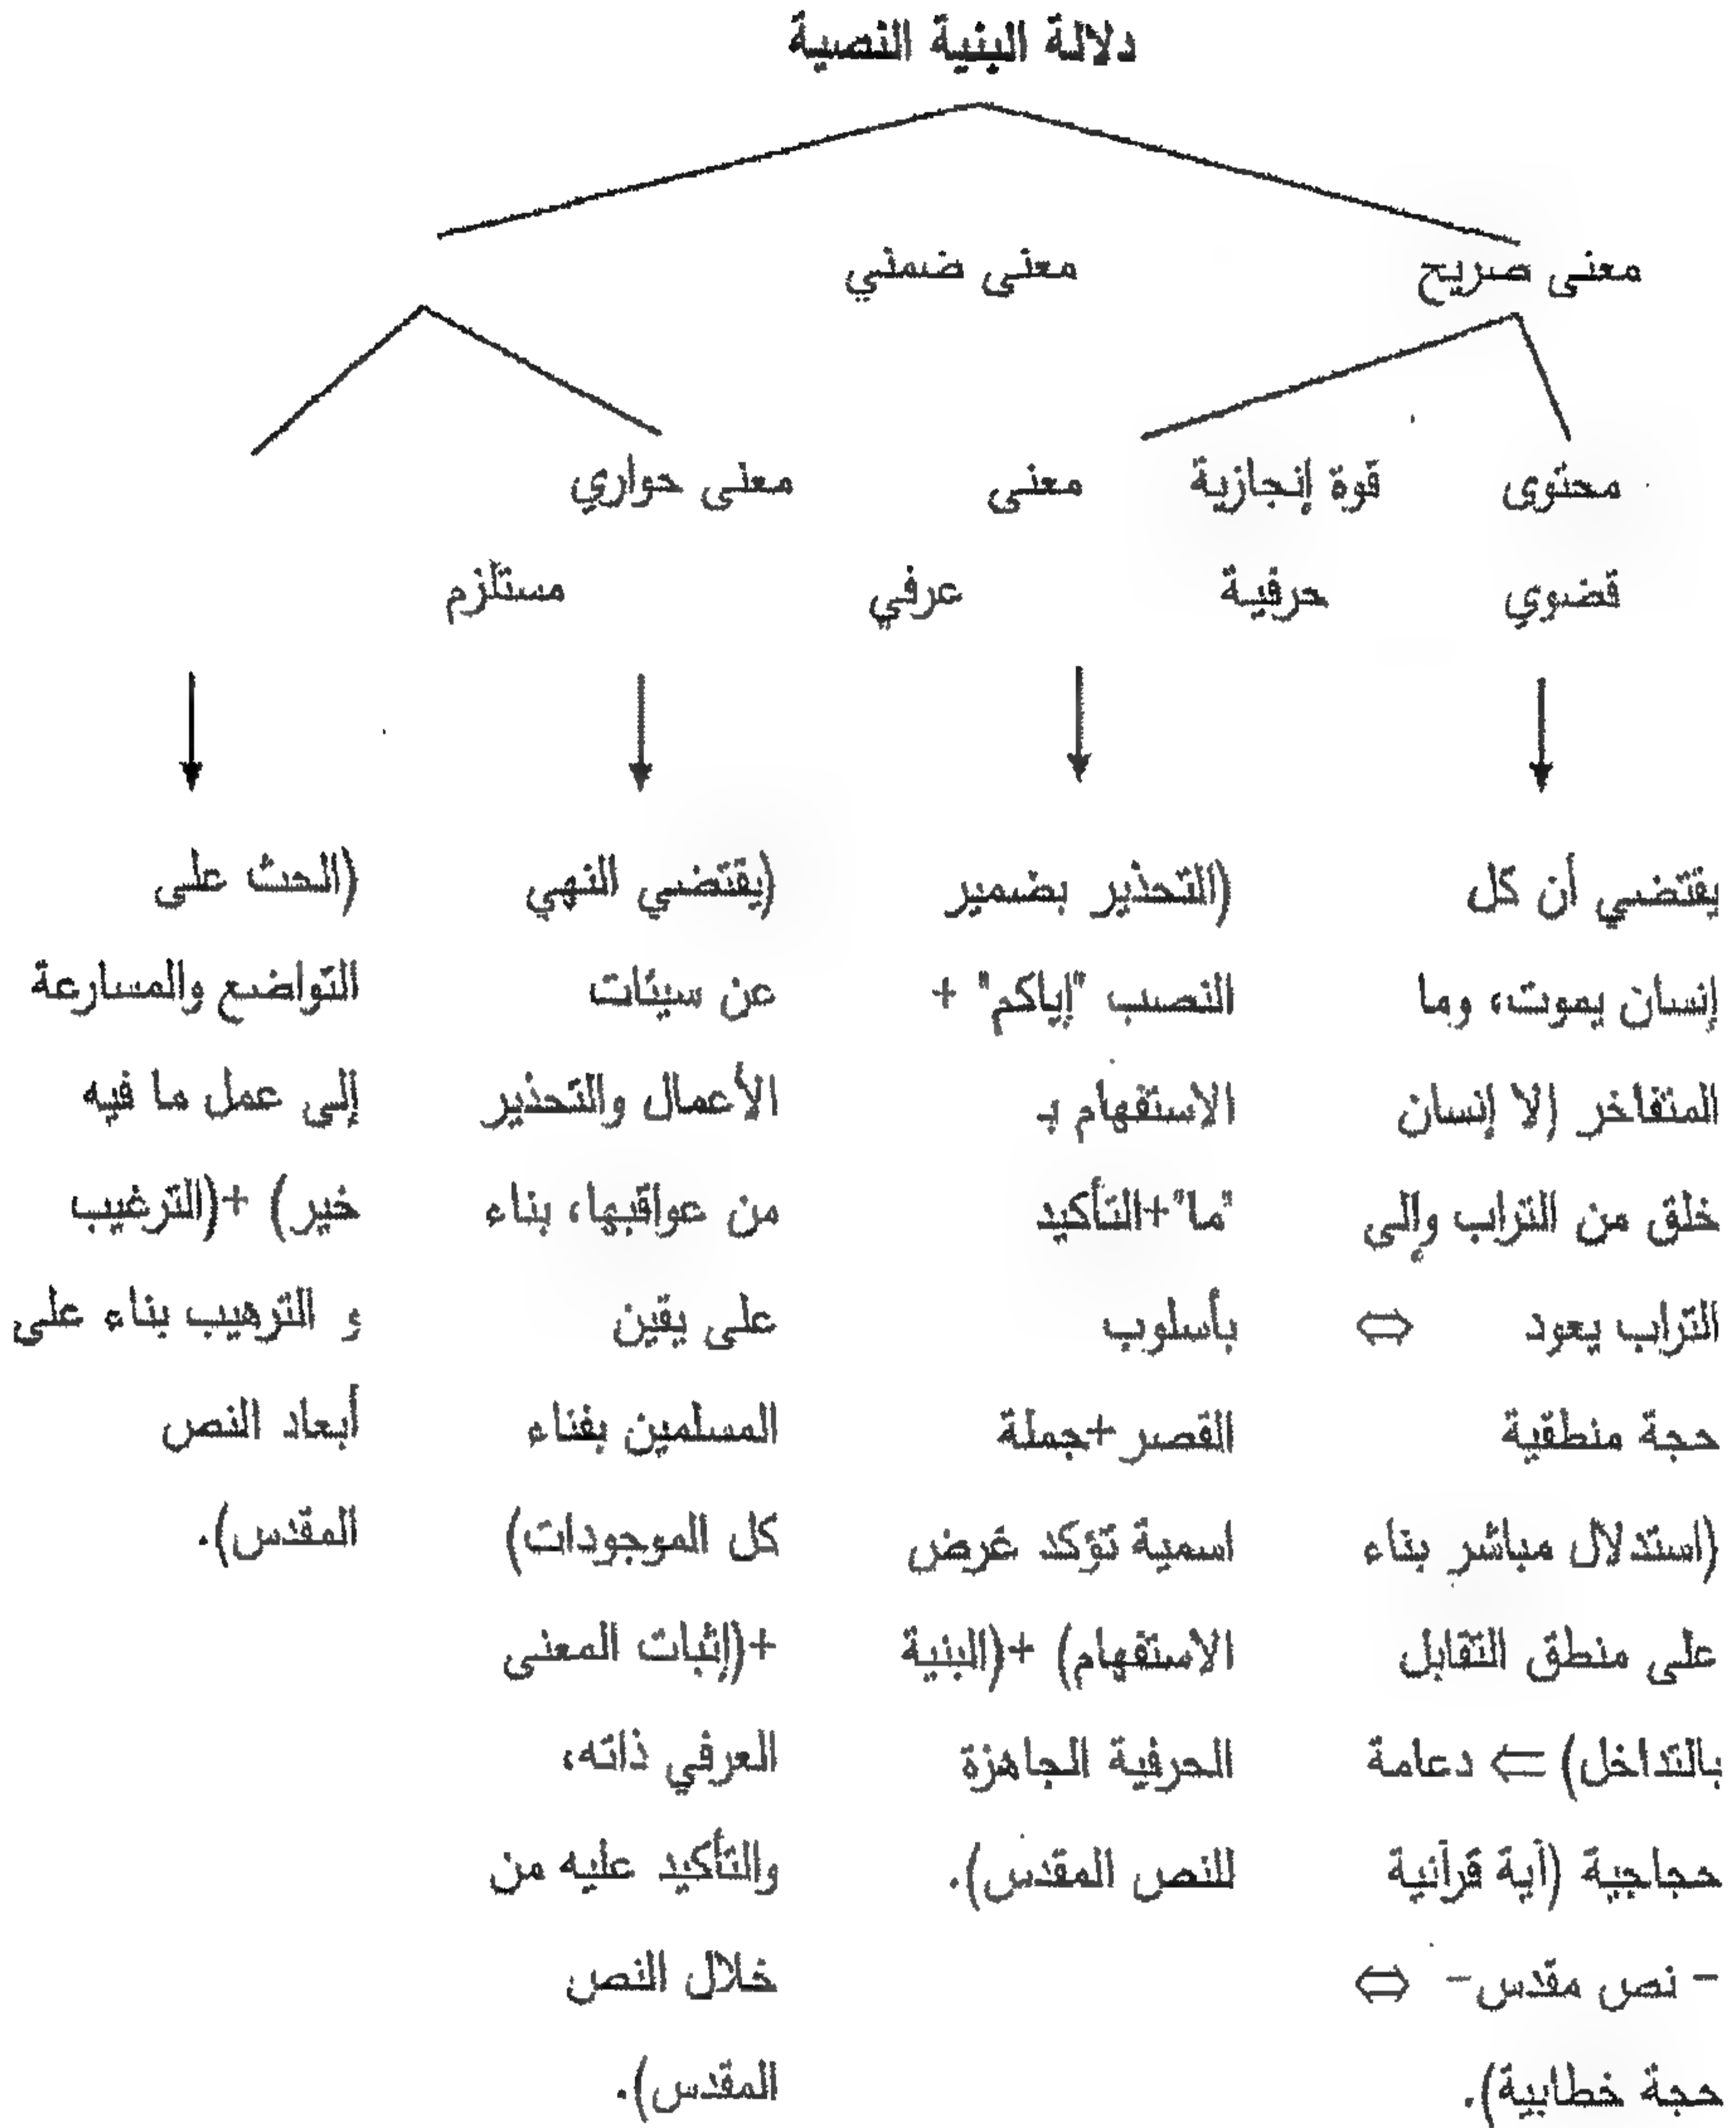 دلالة البنية النصية
معنى صريح
معنى ضمني
محتوى
قضوي
قوة إنجازية
حرفية
معنى
عرفي
معنى حواري
مستلزم
يقتضي أن كل
إنسان يموت، وما
المتفاخر إلا إنسان
خلق من التراب وإلى
التراب يعود ⇔
حجة منطقية
(استدلال مباشر بناء
على منطق التقابل
بالتداخل) ⇐ دعامة
حجاجية (آية قرآنية
- نص مقدس- ⇔
حجة خطابية).
(التحذير بضمير
النصب "إياكم" +
الاستفهام بـ
"ما"+التأكيد
بأسلوب
القصر+جملة
اسمية تؤكد غرض
الاستفهام) +(البنية
الحرفية الجاهزة
للنص المقدس).
(يقتضي النهي
عن سيئات
الأعمال والتحذير
من عواقبها، بناء
على يقين
المسلمين بفناء
كل الموجودات)
+(إثبات المعنى
العرفي ذاته،
والتأكيد عليه من
خلال النص
المقدس).
(الحث على
التواضع والمسارعة
إلى عمل ما فيه
خير) +(الترغيب
و الترهيب بناء على
أبعاد النص
المقدس).